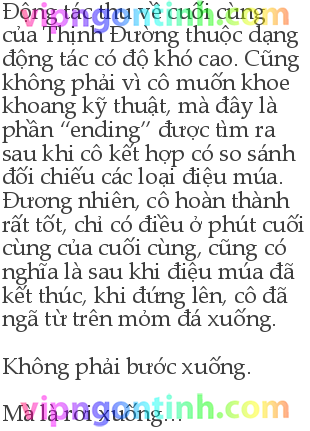 Động tác thu về cuối cùng
của Thịnh Đường thuộc dạng
động tác có độ khó cao. Cũng
không phải vì cô muốn khoe
khoang kỹ thuật, mà đây là
phần “ending” được tìm ra
sau khi cô kết hợp có so sánh
đối chiếu các loại điệu múa.
Đương nhiên, cô hoàn thành
rất tốt, chỉ có điều ở phút cuối
cùng của cuối cùng, cũng có
nghĩa là sau khi điệu múa đã
kết thúc, khi đứng lên, cô đã
ngã từ trên mỏm đá xuống.
Không phải bước xuống.
Mà là rơi xuống…
vipngontinh.com
vipngontinh.com